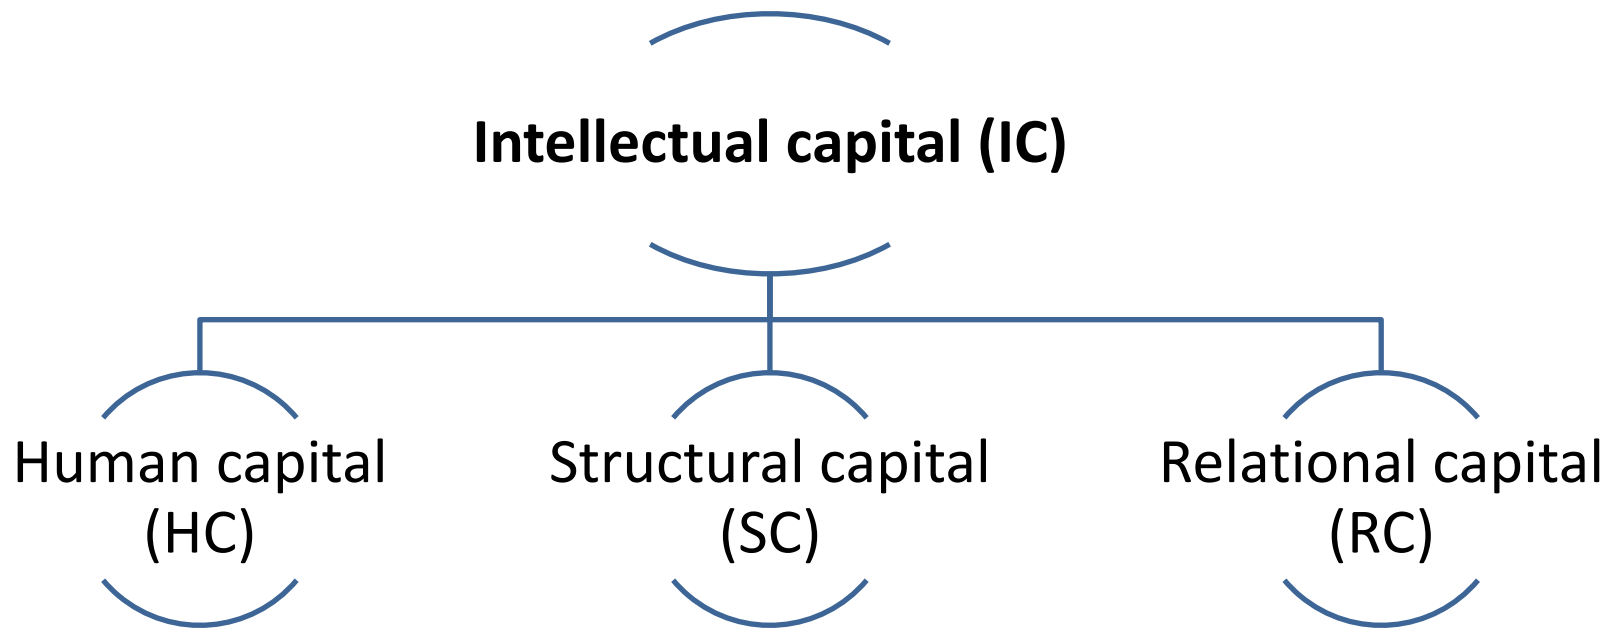 Intellectual capital (IC)
Human capital
(HC)
Structural capital
(SC)
Relational capital
(RC)